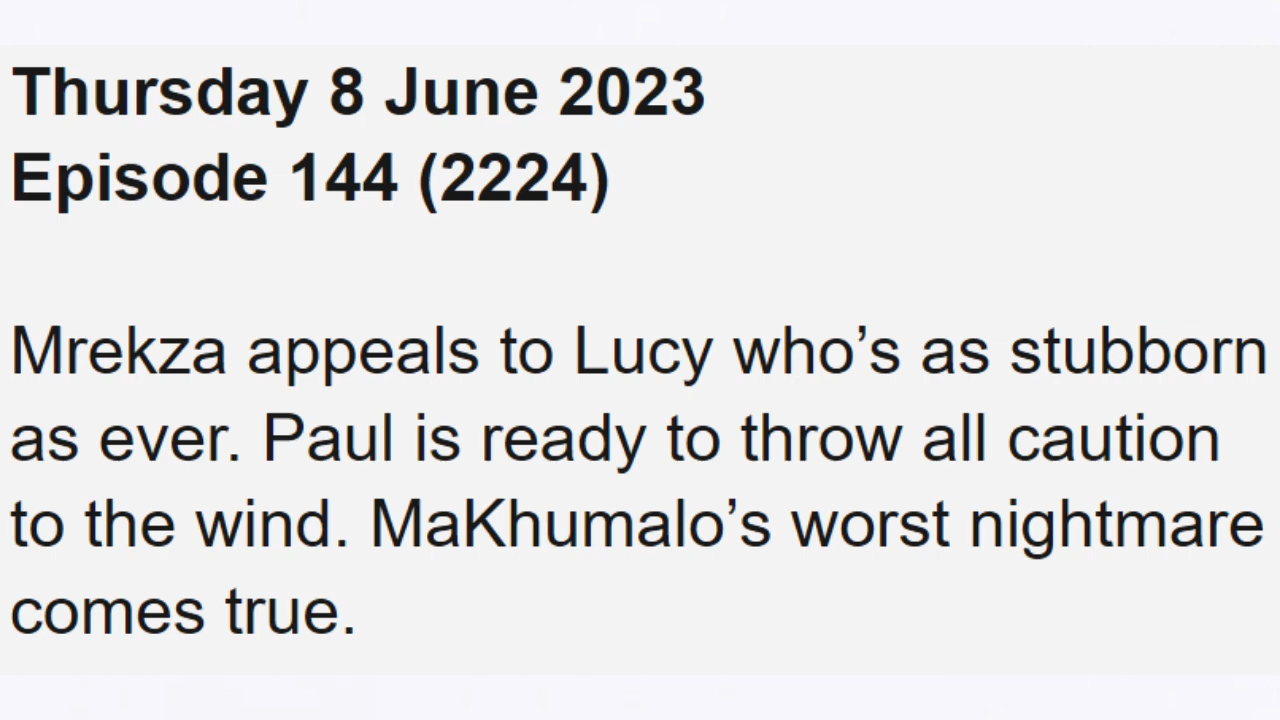 Thursday 8 June 2023
Episode 144 (2224)
Mrekza appeals to Lucy who’s as stubborn
as ever. Paul is ready to throw all caution
to the wind. MaKhumalo’s worst nightmare
comes true.